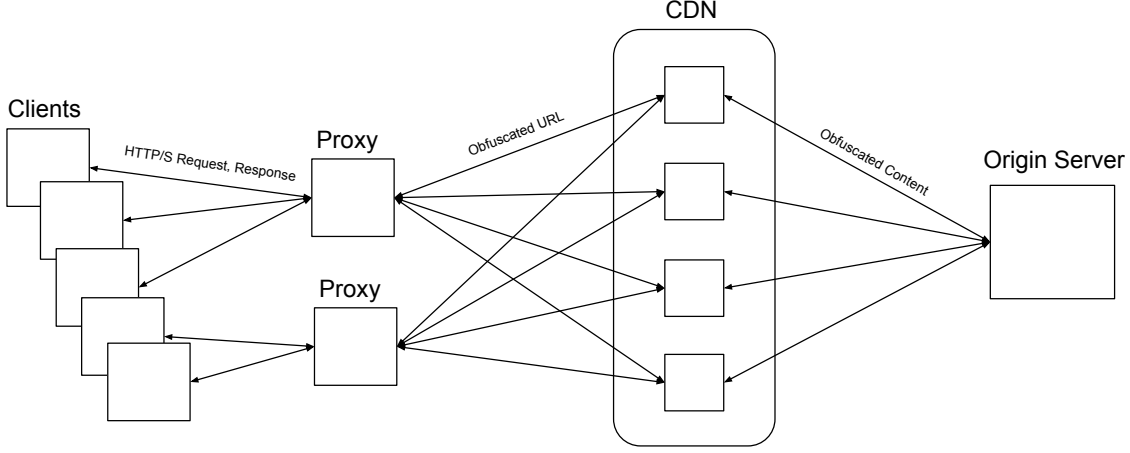 CDN
Clients
HTTP/S Request, Response
Proxy
Obfuscated URL
Obfuscated Content
Origin Server
Proxy